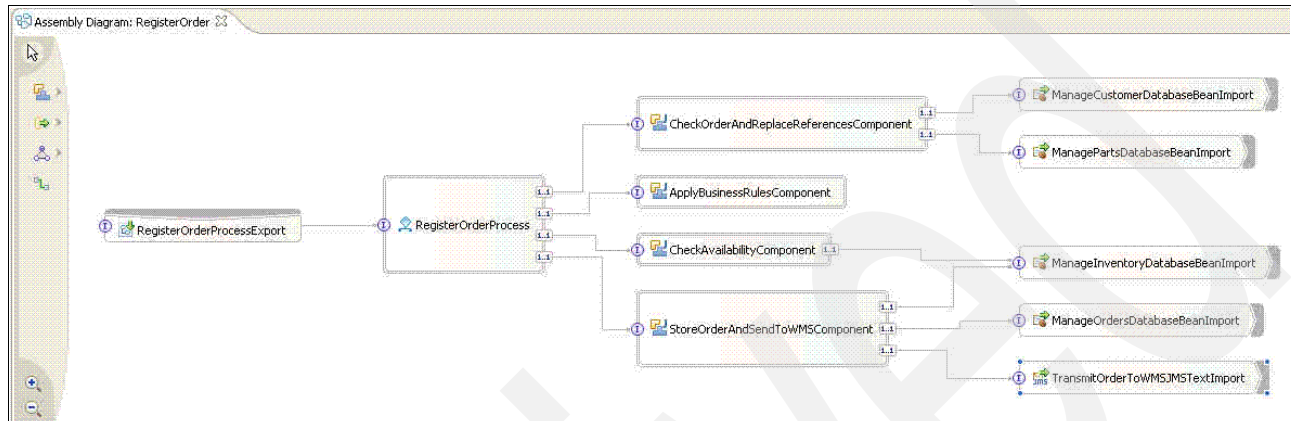 Assembly Diagram: RegisterOrder
ManageCustomerDatabaseBeanImport
1..1
CheckOrderAndReplaceReferencesComponent
1..1
ManagePartsDatabaseBeanImport
1..1
ApplyBusinessRulesComponent
1..1
RegisterOrderProcessExport
RegisterOrderProcess
1..1
CheckAvailabilityComponent
1..1
1..1
ManageInventoryDatabaseBeanImport
1..1
StoreOrderAndSendToWMSComponent
1..1
ManageOrdersDatabaseBeanImport
1..1
JMS
TransmitOrderToWMSJMSTextImport